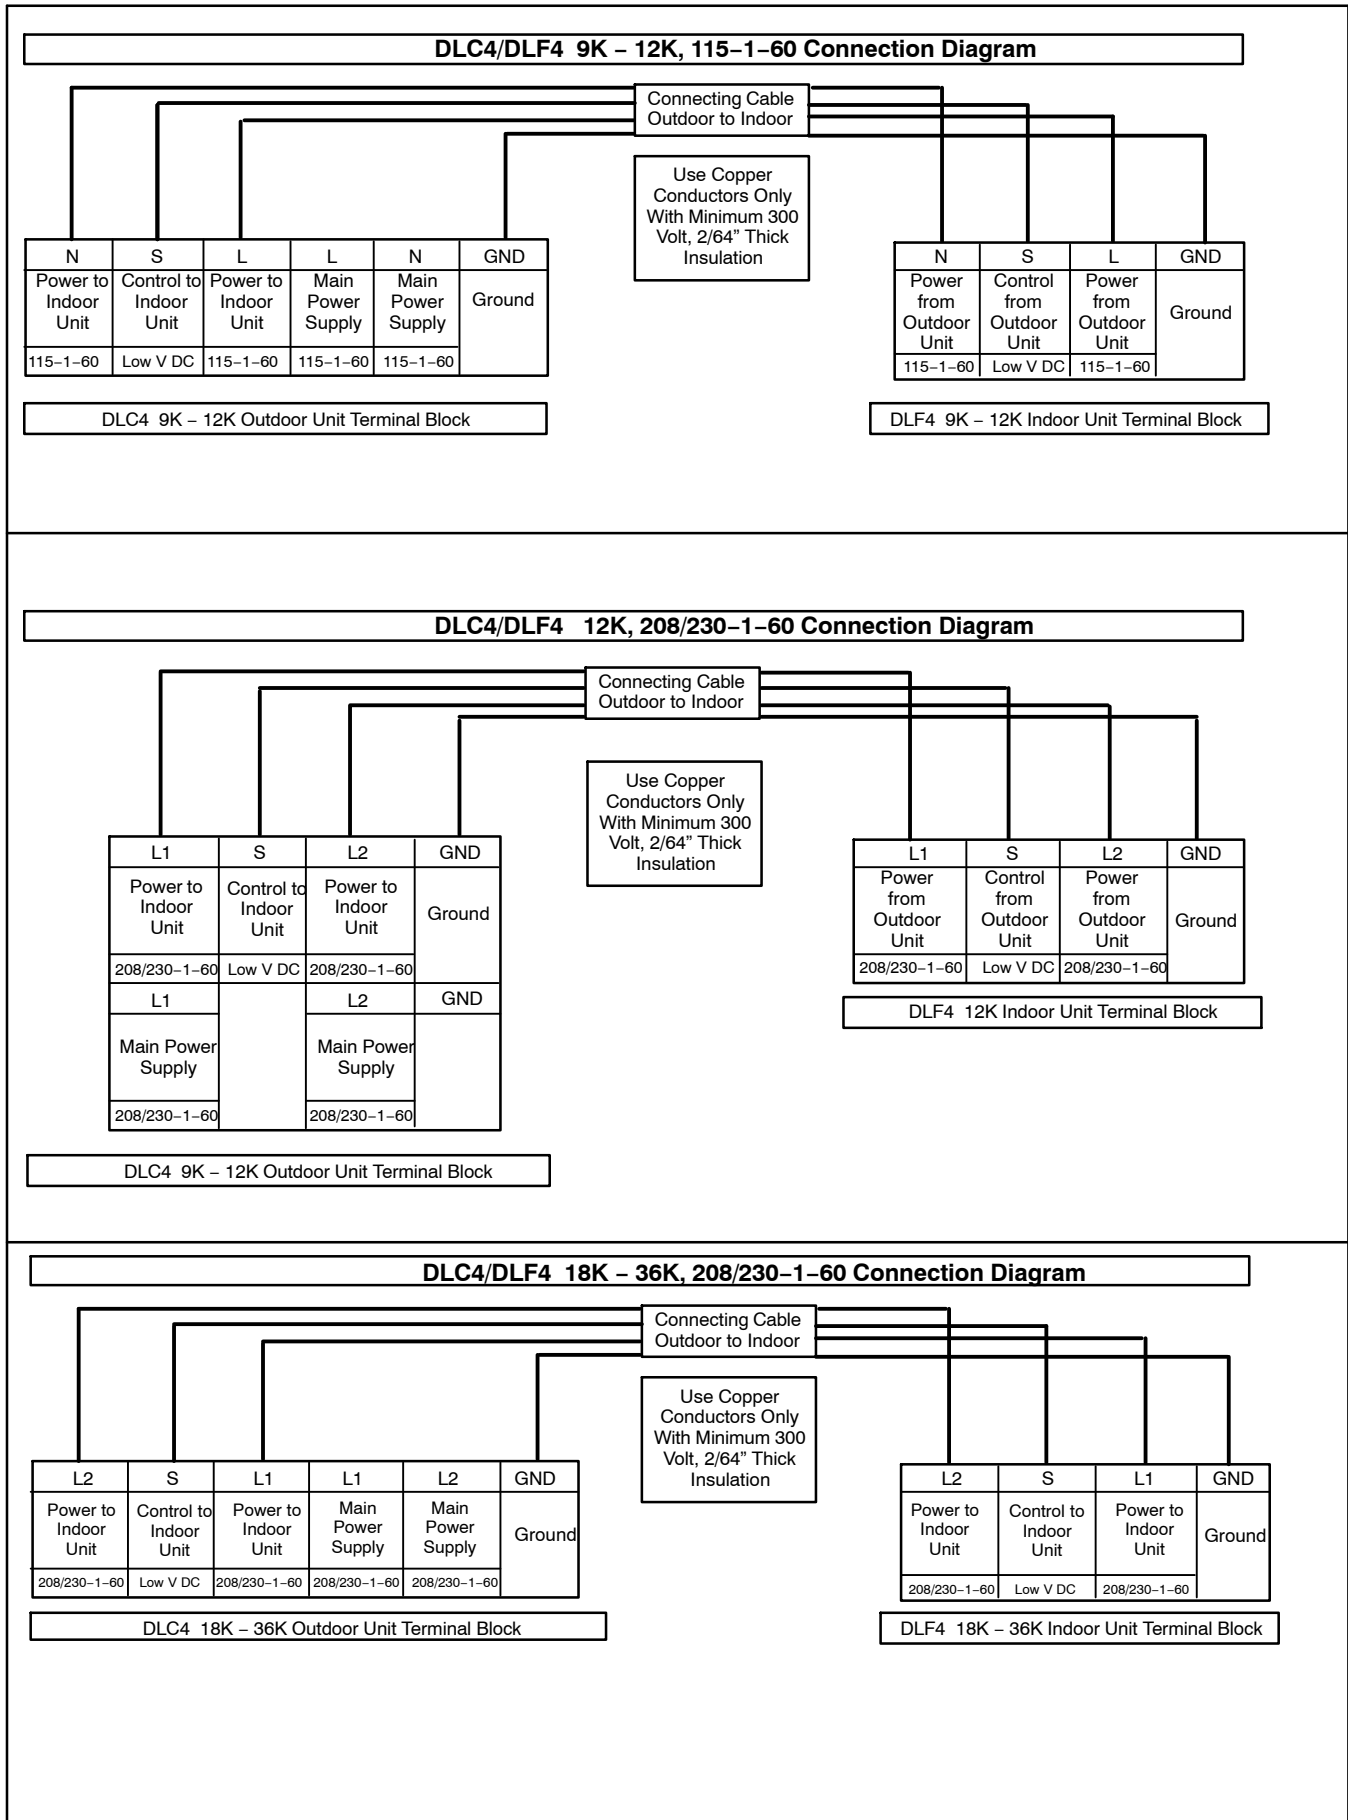 DLC4/DLF4 9K – 12K, 115–1–60 Connection Diagram
Connecting Cable
Outdoor to Indoor
Use Copper
Conductors Only
With Minimum 300
Volt, 2/64” Thick
Insulation
N S L L N GND
Power to Control to Power to Main Main
Indoor Indoor Indoor Power Power Ground
Unit Unit Unit Supply Supply
115–1–60 Low V DC 115–1–60 115–1–60 115–1–60
DLC4 9K – 12K Outdoor Unit Terminal Block
N S L GND
Power Control Power
from from from Ground
Outdoor Outdoor Outdoor
Unit Unit Unit
115–1–60 Low V DC 115–1–60
DLF4 9K – 12K Indoor Unit Terminal Block
DLC4/DLF4 12K, 208/230–1–60 Connection Diagram
Connecting Cable
Outdoor to Indoor
Use Copper
Conductors Only
With Minimum 300
Volt, 2/64” Thick
Insulation
L1 S L2 GND
Power to Control to Power to
Indoor Indoor Indoor Ground
Unit Unit Unit
208/230–1–60 Low V DC 208/230–1–60
L1 L2 GND
Main Power Main Power
Supply Supply
208/230–1–60 208/230–1–60
DLC4 9K – 12K Outdoor Unit Terminal Block
L1 S L2 GND
Power Control Power
from from from
Outdoor Outdoor Outdoor Ground
Unit Unit Unit
208/230–1–60 Low V DC 208/230–1–60
DLF4 12K Indoor Unit Terminal Block
DLC4/DLF4 18K – 36K, 208/230–1–60 Connection Diagram
Connecting Cable
Outdoor to Indoor
Use Copper
Conductors Only
With Minimum 300
Volt, 2/64” Thick
Insulation
L2 S L1 L1 L2 GND
Power to Control to Power to Main Main
Indoor Indoor Indoor Power Power Ground
Unit Unit Unit Supply Supply
208/230–1–60 Low V DC 208/230–1–60 208/230–1–60 208/230–1–60
DLC4 18K – 36K Outdoor Unit Terminal Block
L2 S L1 GND
Power to Control to Power to
Indoor Indoor Indoor Ground
Unit Unit Unit
208/230–1–60 Low V DC 208/230–1–60
DLF4 18K – 36K Indoor Unit Terminal Block